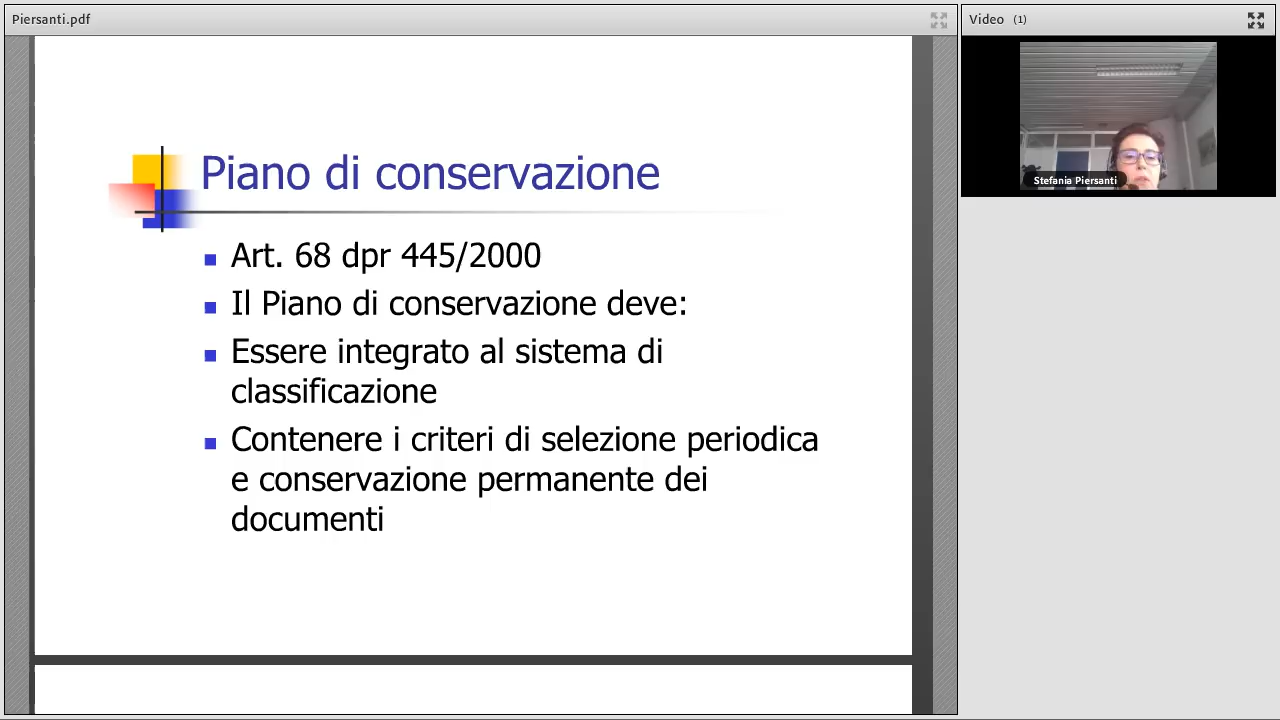 Piersanti.pdf
Video (1)
Stefania Piersanti
Piano di conservazione
Art. 68 dpr 445/2000
Il Piano di conservazione deve:
Essere integrato al sistema di
classificazione
Contenere i criteri di selezione periodica
e conservazione permanente dei
documenti